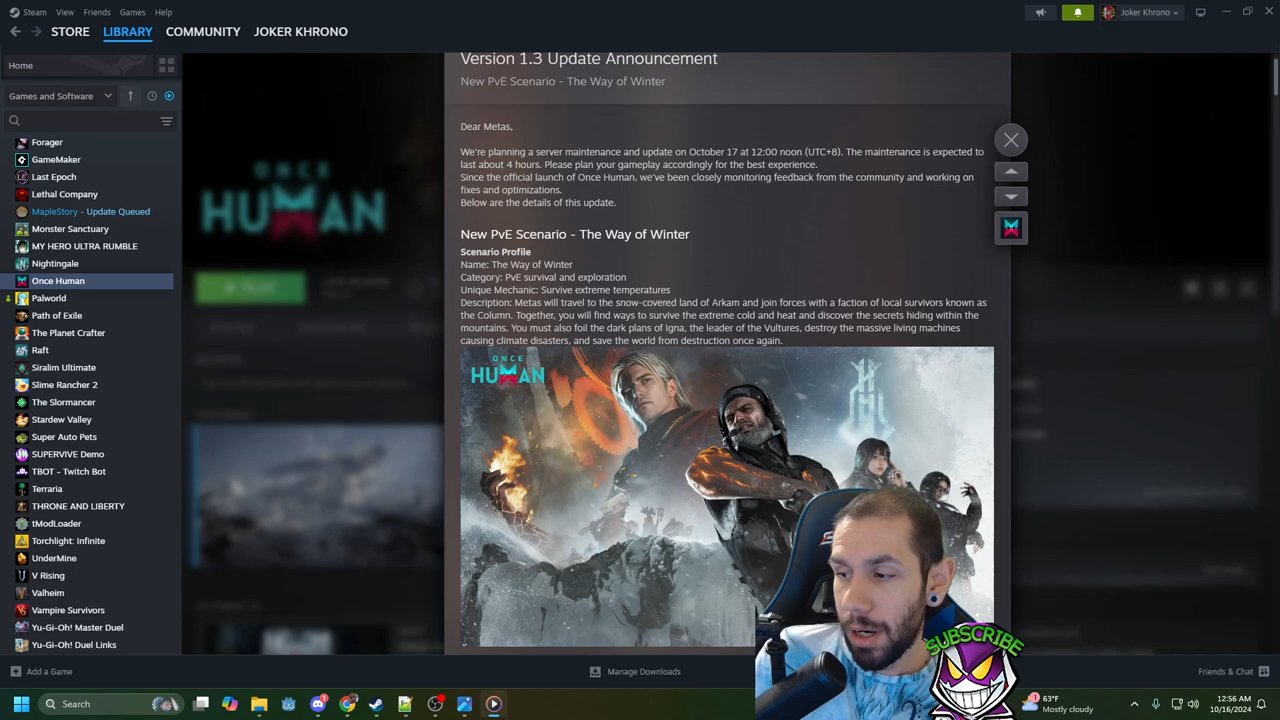 Steam View Friends Games Help
Joker Khrono
STORE LIBRARY COMMUNITY JOKER KHRONO
Home
Games and Software
Forager
GameMaker
Last Epoch
Lethal Company
MapleStory - Update Queued
Monster Sanctuary
MY HERO ULTRA RUMBLE
Nightingale
Once Human
Palworld
Path of Exile
The Planet Crafter
Raft
Siralim Ultimate
Slime Rancher 2
The Slormancer
Stardew Valley
Super Auto Pets
SUPERVIVE Demo
TBOT - Twitch Bot
Terraria
THRONE AND LIBERTY
tModLoader
Torchlight: Infinite
UnderMine
V Rising
Valheim
Vampire Survivors
Yu-Gi-Oh! Master Duel
Yu-Gi-Oh! Duel Links
ONCE
HUMAN
PLAY
Version 1.3 Update Announcement
New PvE Scenario - The Way of Winter
Dear Metas,
We're planning a server maintenance and update on October 17 at 12:00 noon (UTC+8). The maintenance is expected to
last about 4 hours. Please plan your gameplay accordingly for the best experience.
Since the official launch of Once Human, we've been closely monitoring feedback from the community and working on
fixes and optimizations.
Below are the details of this update.
New PvE Scenario - The Way of Winter
Scenario Profile
Name: The Way of Winter
Category: PvE survival and exploration
Unique Mechanic: Survive extreme temperatures
Description: Metas will travel to the snow-covered land of Arkam and join forces with a faction of local survivors known as
the Column. Together, you will find ways to survive the extreme cold and heat and discover the secrets hiding within the
mountains. You must also foil the dark plans of Igna, the leader of the Vultures, destroy the massive living machines
causing climate disasters, and save the world from destruction once again.
ONCE
HUMAN
SUBSCRIBE
Add a Game
Manage Downloads
Friends & Chat
Search
1
1
63°F
Mostly cloudy
12:56 AM
10/16/2024